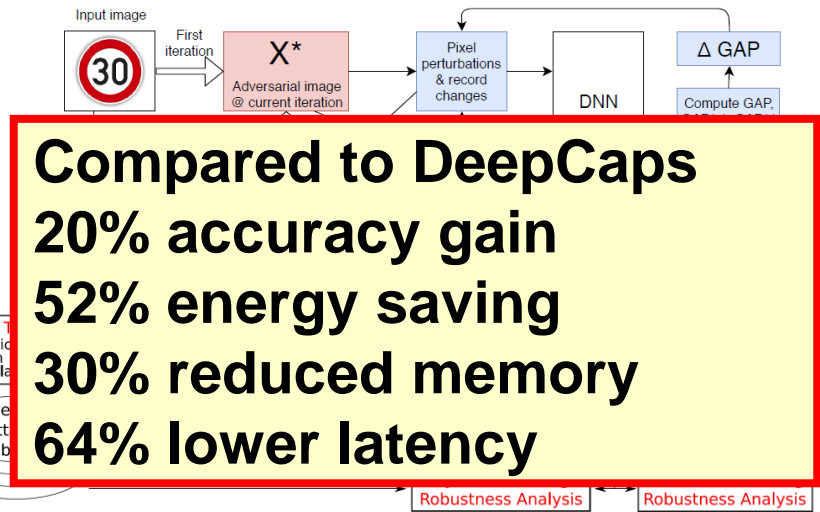 Input image
First
iteration
30
X*
Adversarial image
@ current iteration
Pixel
perturbations
& record
changes
DNN
Δ GAP
Compute GAP,
Compared to DeepCaps
20% accuracy gain
52% energy saving
30% reduced memory
64% lower latency
Robustness Analysis
Robustness Analysis